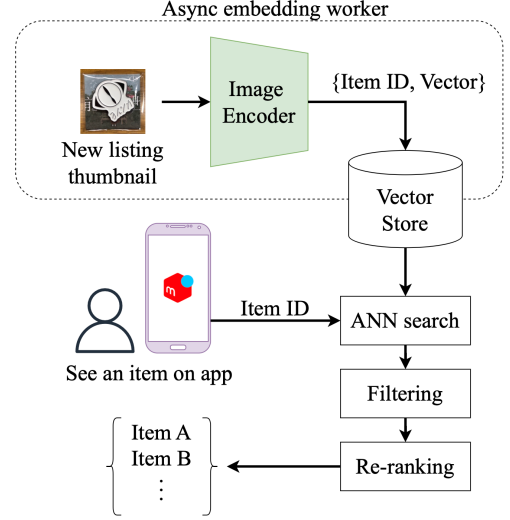 Async embedding worker
New listing
thumbnail
Image
Encoder
{Item ID, Vector}
Vector
Store
m
See an item on app
Item ID
ANN search
Filtering
Re-ranking
Item A
Item B
⋮